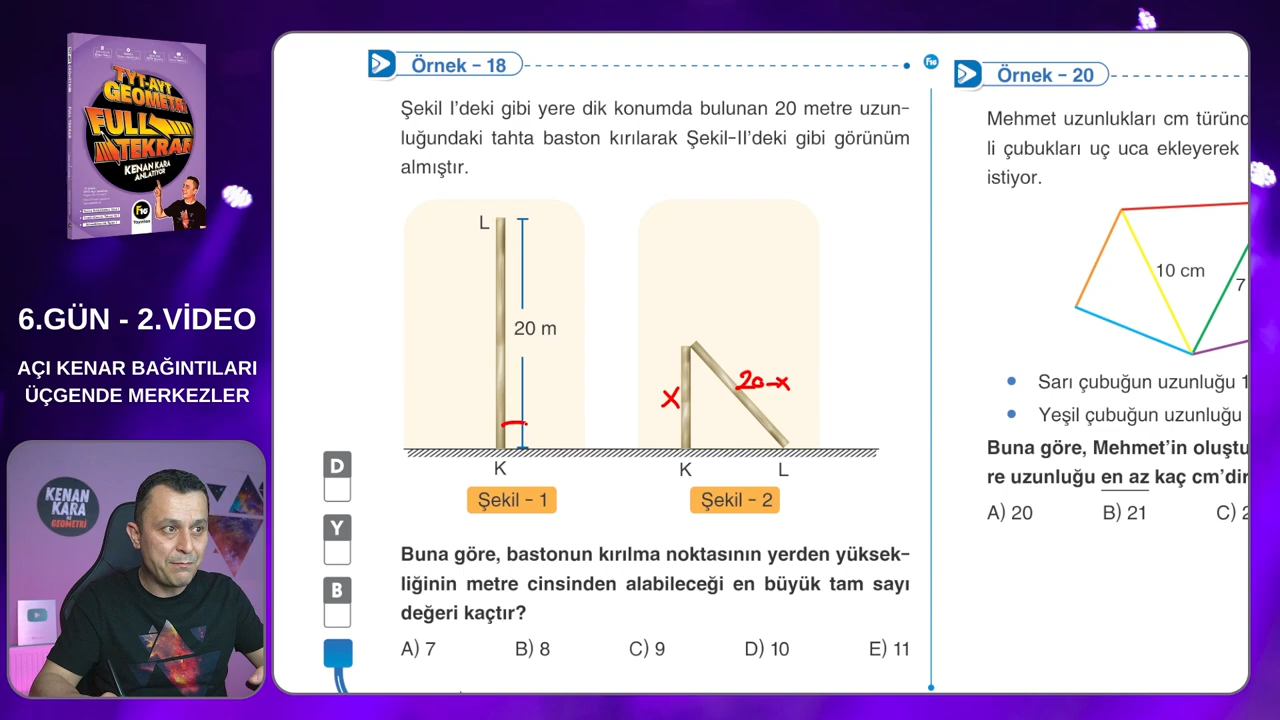 TYT-AYT
GEOMETRİ
FULL
TEKRAR
KENAN KARA
ANLATIYOR
F10
6.GÜN - 2.VİDEO
AÇI KENAR BAĞINTILARI
ÜÇGENDE MERKEZLER
KENAN
KARA
GEOMETRİ
Örnek - 18
Şekil I'deki gibi yere dik konumda bulunan 20 metre uzun-
luğundaki tahta baston kırılarak Şekil-II'deki gibi görünüm
almıştır.
L
20 m
K
Şekil - 1
x
20-x
K
L
Şekil - 2
D
Y
B
Buna göre, bastonun kırılma noktasının yerden yüksek-
liğinin metre cinsinden alabileceği en büyük tam sayı
değeri kaçtır?
A) 7 B) 8 C) 9 D) 10 E) 11
F10
Örnek - 20
Mehmet uzunlukları cm türünd
li çubukları uç uca ekleyerek
istiyor.
10 cm
7
• Sarı çubuğun uzunluğu 1
• Yeşil çubuğun uzunluğu
Buna göre, Mehmet'in oluştu
re uzunluğu en az kaç cm'dir
A) 20 B) 21 C) 2